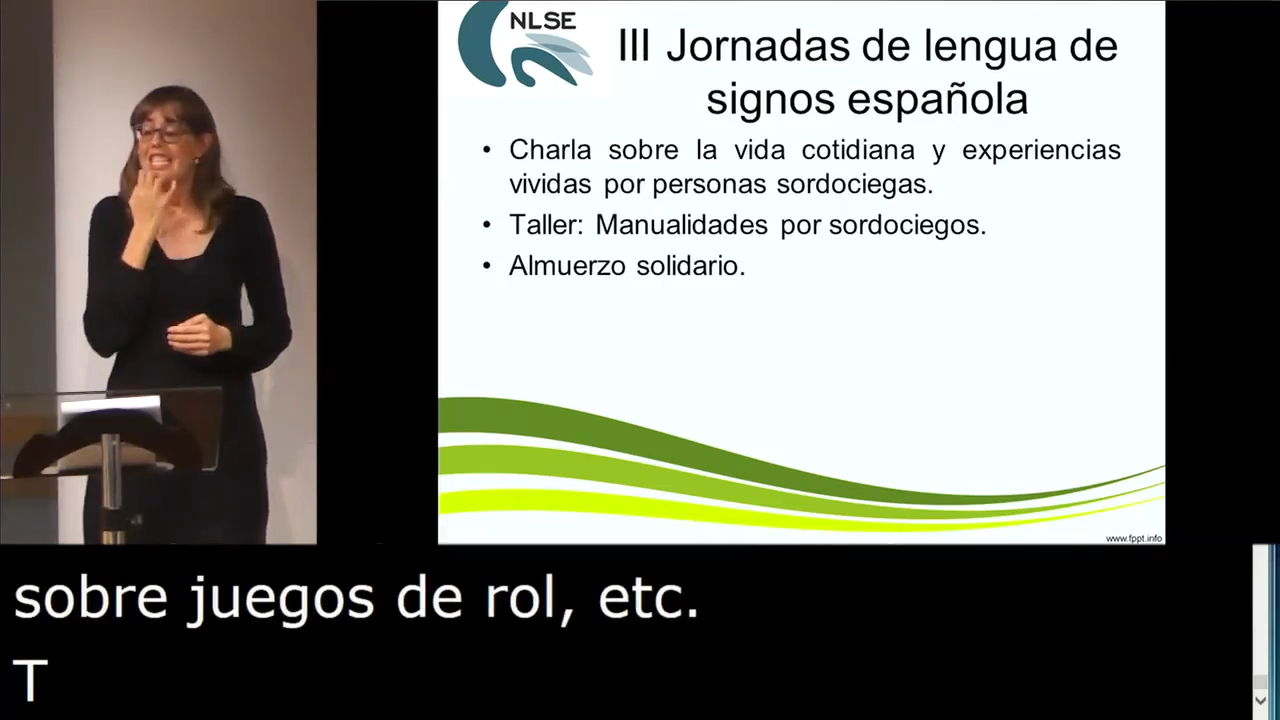 NLSE
III Jornadas de lengua de
signos española
• Charla sobre la vida cotidiana y experiencias
vividas por personas sordociegas.
• Taller: Manualidades por sordociegos.
• Almuerzo solidario.
www.fppt.info
sobre juegos de rol, etc.
T